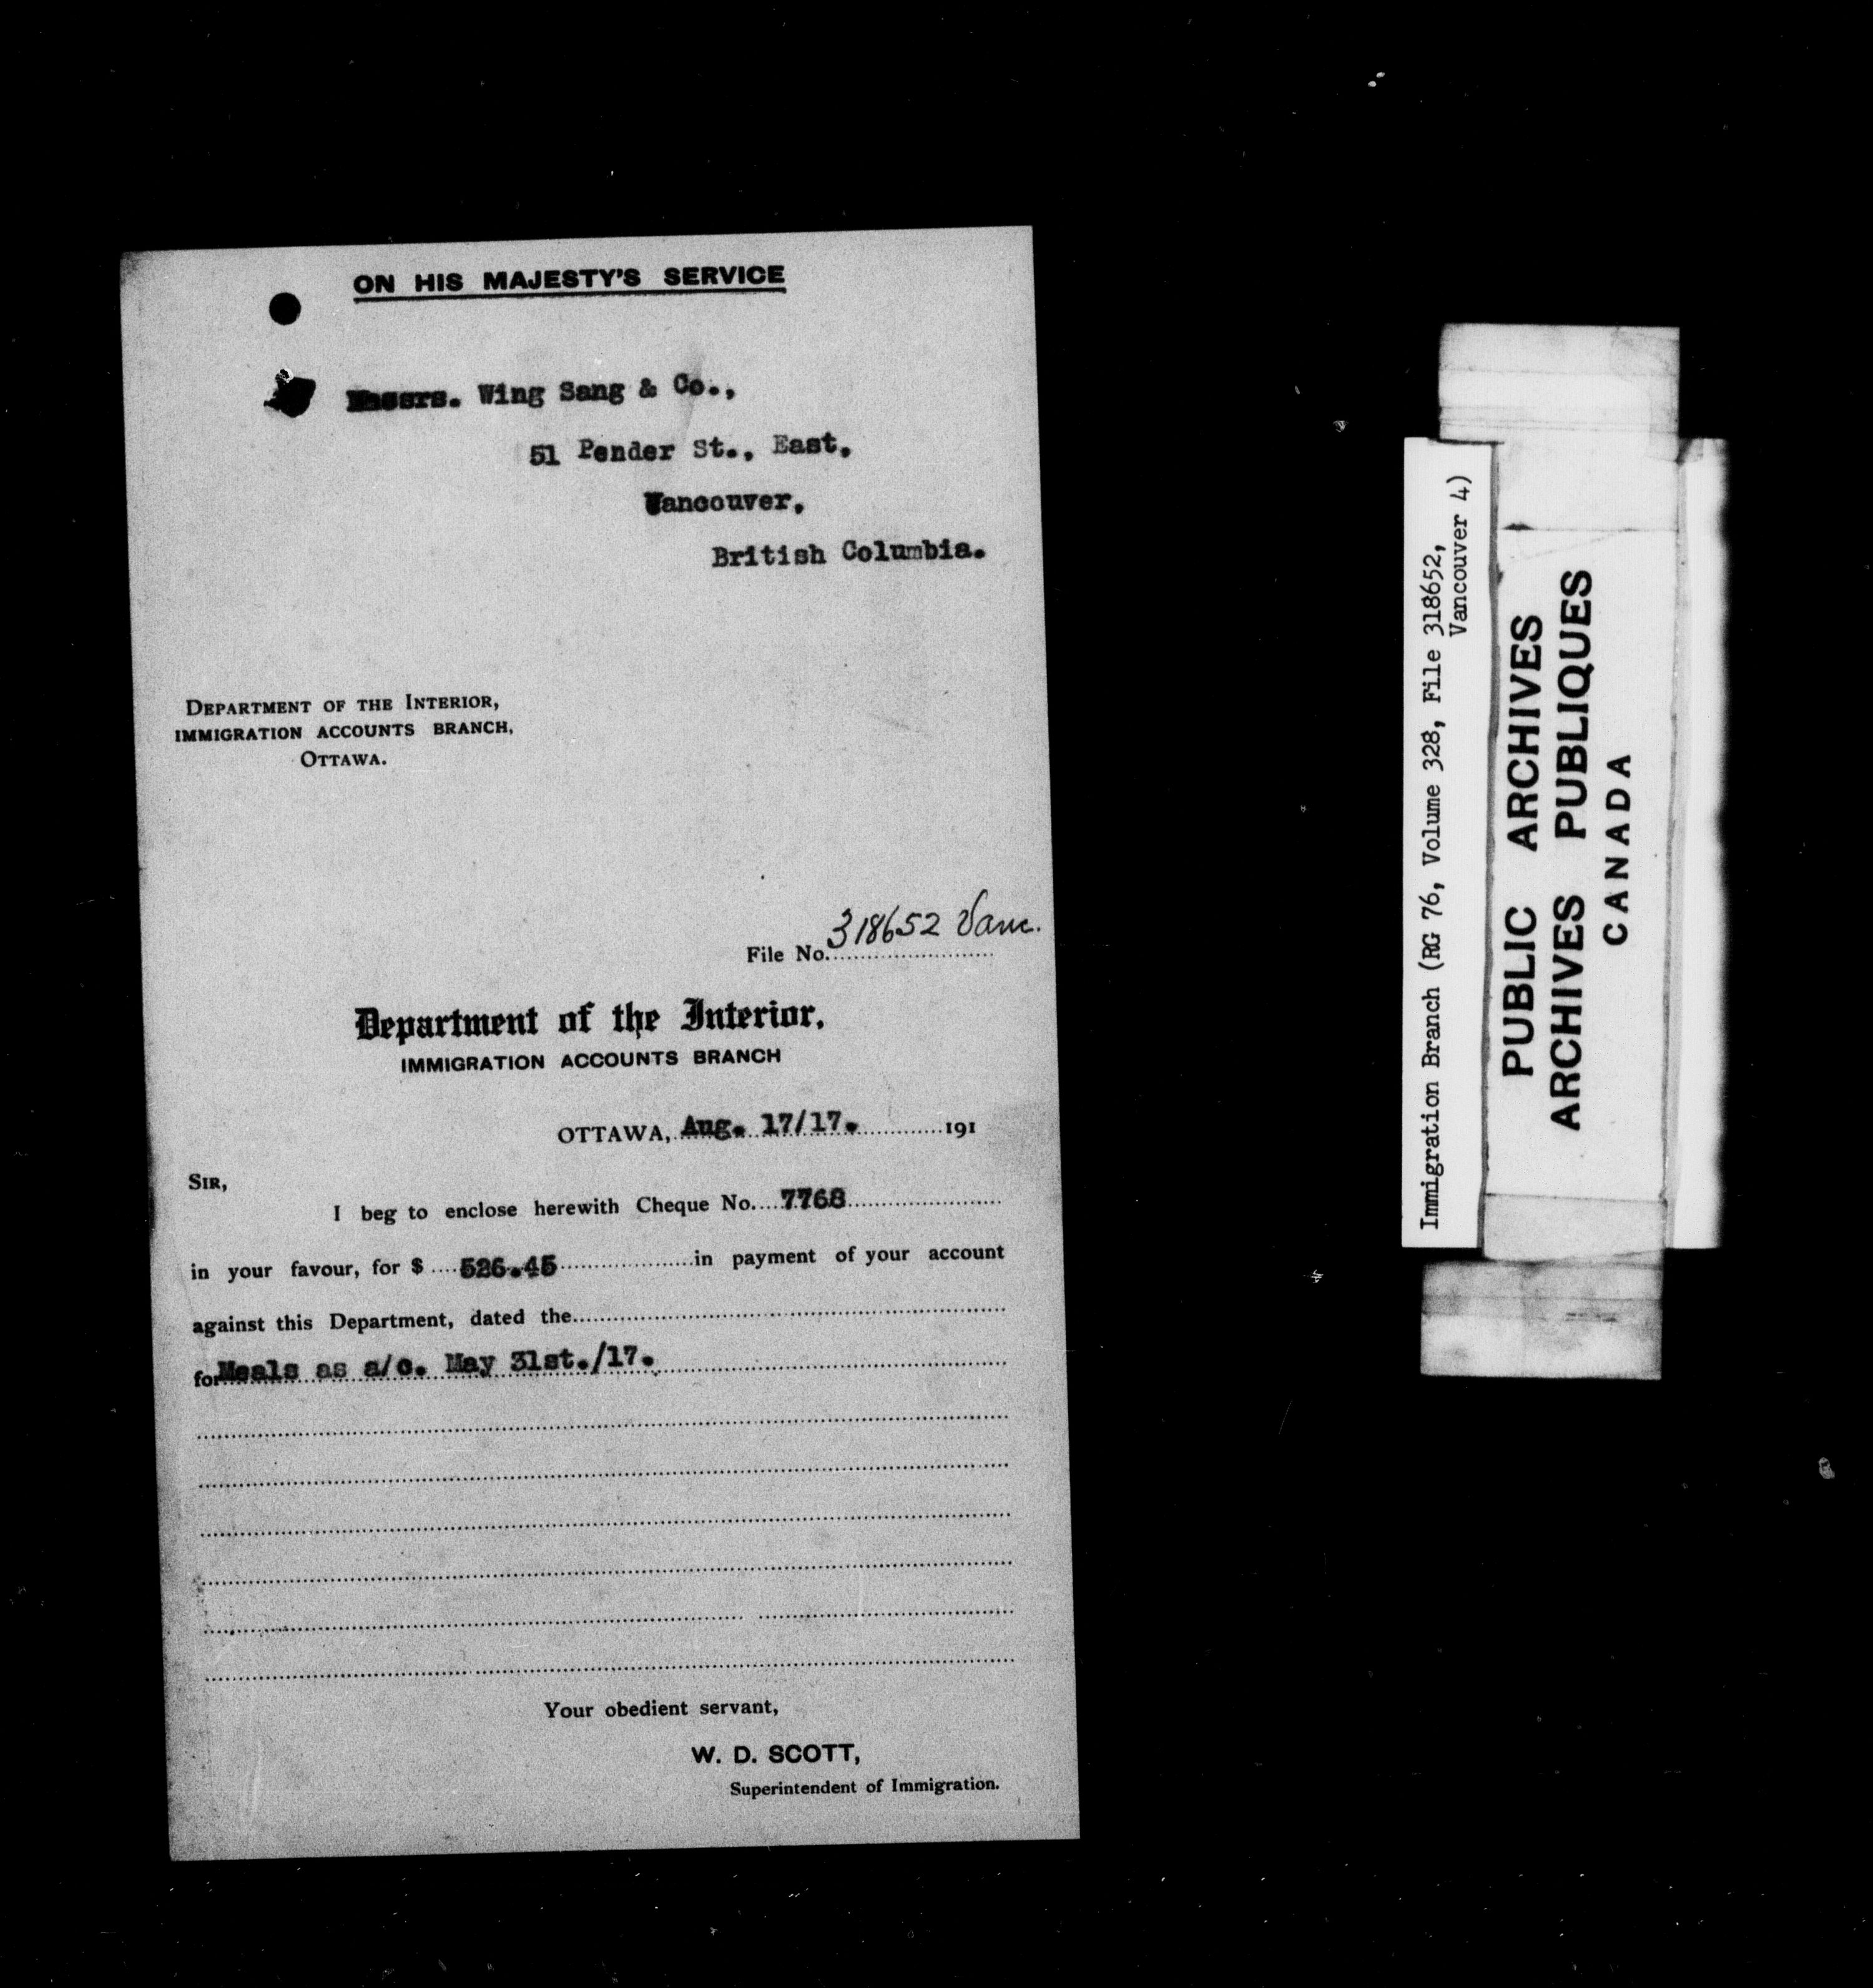 ON HIS MAJESTY'S SERVICE
Messrs. Wing Sang & Co.,
51 Pender St., East.
Vancouver,
British Columbia.
DEPARTMENT OF THE INTERIOR,
IMMIGRATION ACCOUNTS BRANCH,
OTTAWA.
File No. 318652 Vanc.
Department of the Interior.
IMMIGRATION ACCOUNTS BRANCH
OTTAWA, Aug. 17/17. 191
SIR,
I beg to enclose herewith Cheque No. 7768
in your favour, for $ 526.45 in payment of your account
against this Department, dated the
for Meals as a/c. May 31st./17.
Your obedient servant,
W. D. SCOTT,
Superintendent of Immigration.
Immigration Branch (RG 76, Volume 328, File 318652,
Vancouver 4)
PUBLIC ARCHIVES
ARCHIVES PUBLIQUES
CANADA